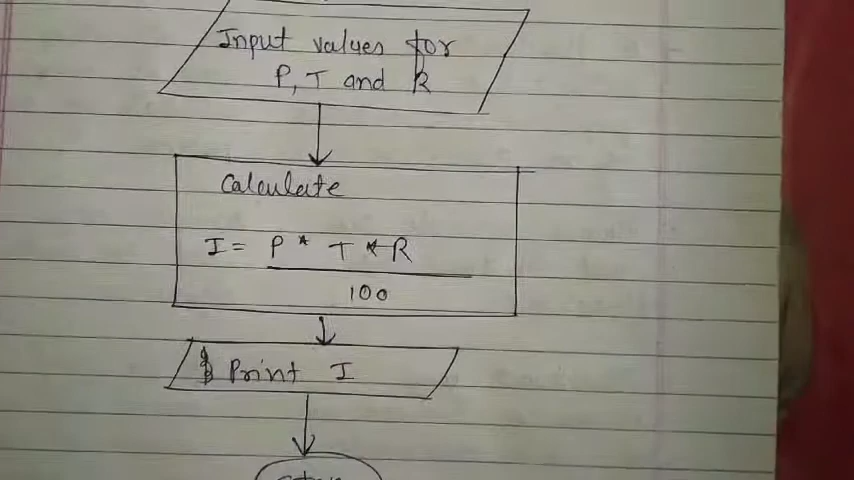 Input values for
P, T and R
Calculate
I = P * T * R
100
Print I